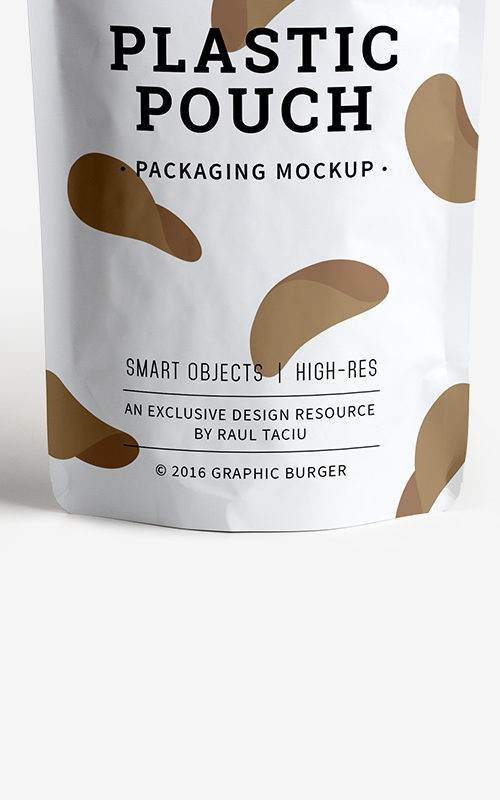 PLASTIC
POUCH
• PACKAGING MOCKUP •
SMART OBJECTS | HIGH-RES
AN EXCLUSIVE DESIGN RESOURCE
BY RAUL TACIU
© 2016 GRAPHIC BURGER